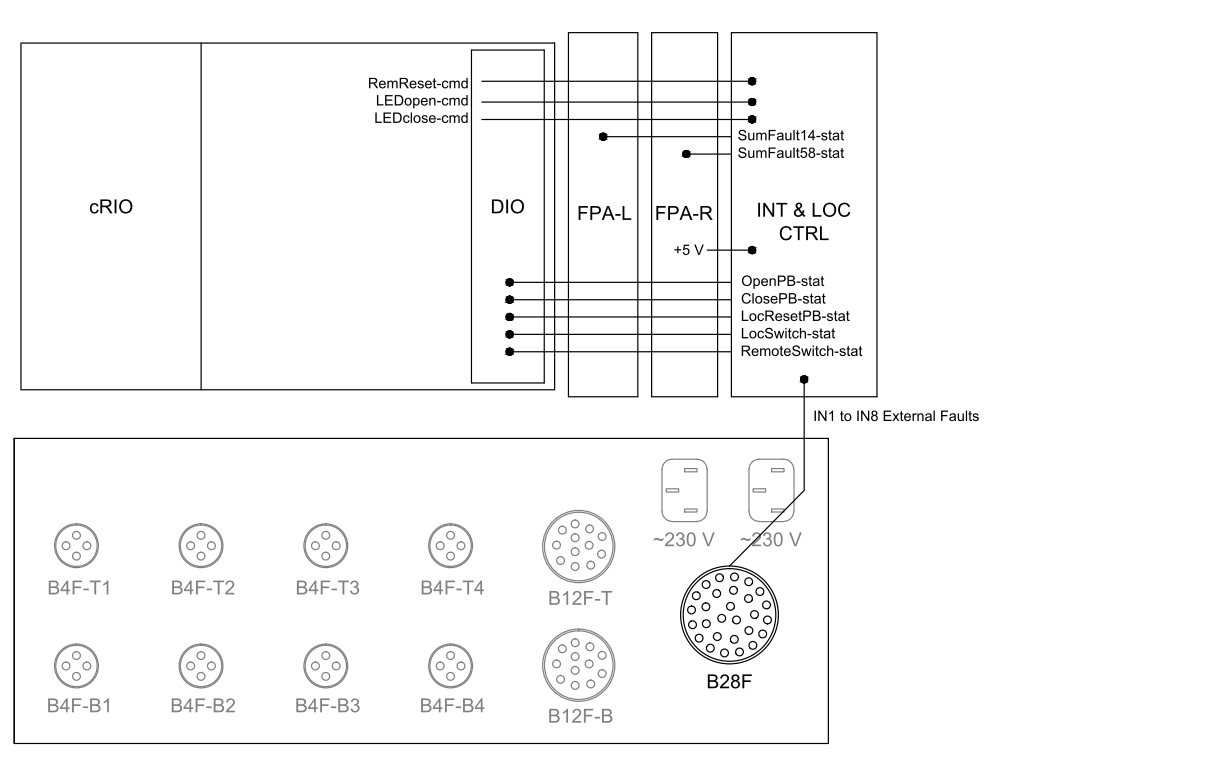 RemReset-cmd
LEDopen-cmd
LEDclose-cmd
SumFault14-stat
SumFault58-stat
cRIO
DIO
FPA-L
FPA-R
INT & LOC
CTRL
+5 V
OpenPB-stat
ClosePB-stat
LocResetPB-stat
LocSwitch-stat
RemoteSwitch-stat
IN1 to IN8 External Faults
~230 V
~230 V
B4F-T1
B4F-T2
B4F-T3
B4F-T4
B12F-T
B28F
B4F-B1
B4F-B2
B4F-B3
B4F-B4
B12F-B